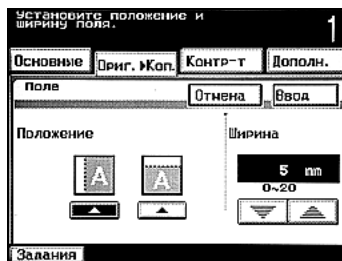 Установите положение и
ширину поля.
1
Основные Ориг.▸Коп. Контр-т Дополн.
Поле Отмена Ввод
Положение Ширина
A A
5 mm
0~20
Задания